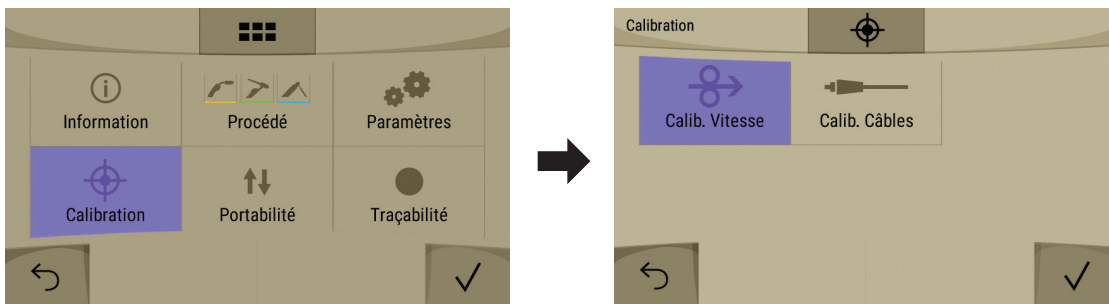 Information
Procédé
Paramètres
Calibration
Portabilité
Traçabilité
Calibration
Calib. Vitesse
Calib. Câbles